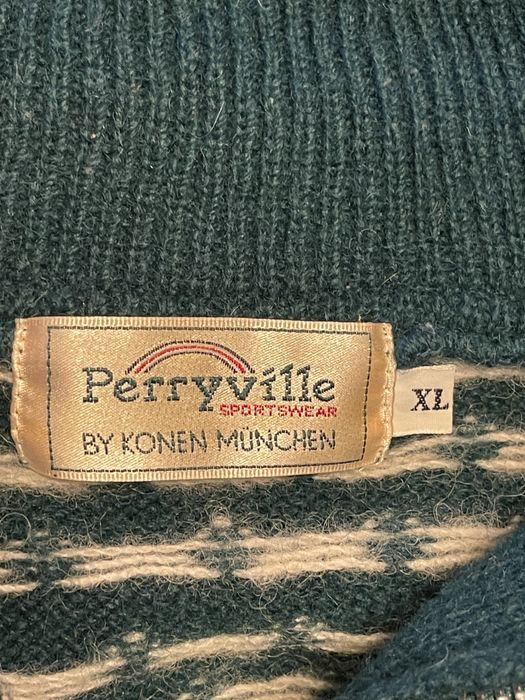 Perryville
SPORTSWEAR
BY KONEN MÜNCHEN
XL